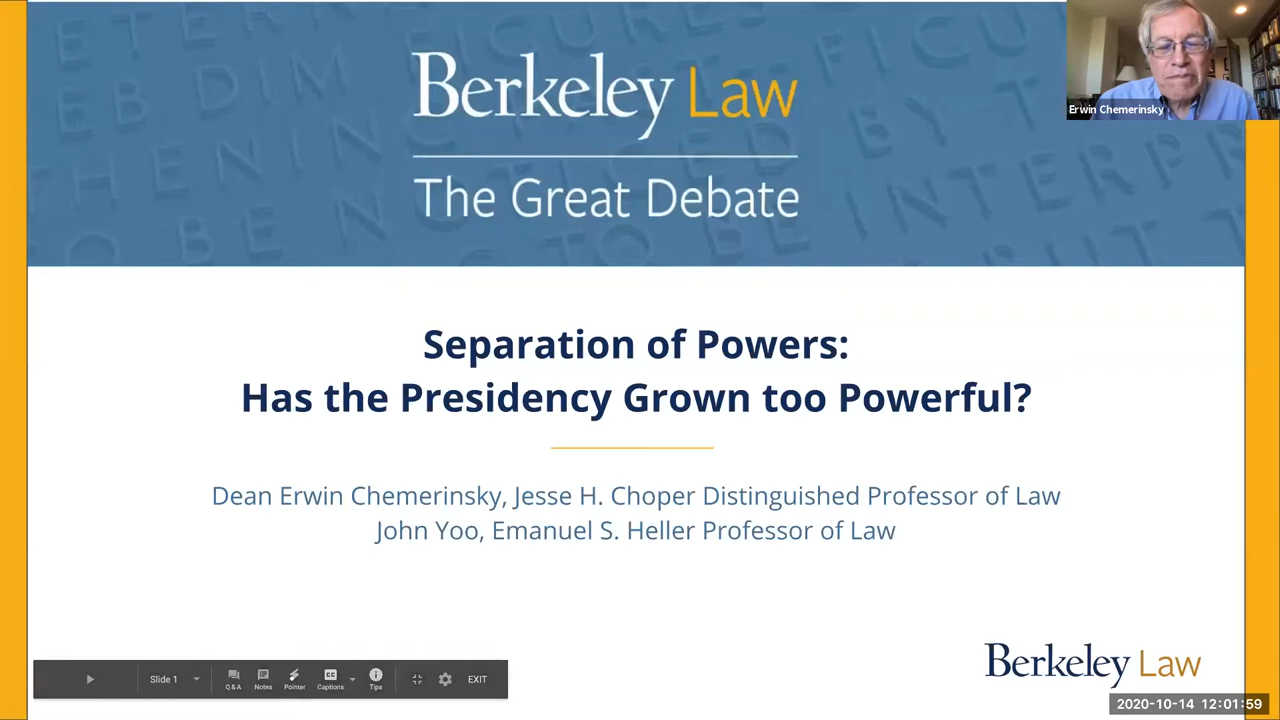 Berkeley Law
The Great Debate
Erwin Chemerinsky
Separation of Powers:
Has the Presidency Grown too Powerful?
Dean Erwin Chemerinsky, Jesse H. Choper Distinguished Professor of Law
John Yoo, Emanuel S. Heller Professor of Law
Berkeley Law
Slide 1
Q & A
Notes
Pointer
Captions
Tips
EXIT
2020-10-14 12:01:59